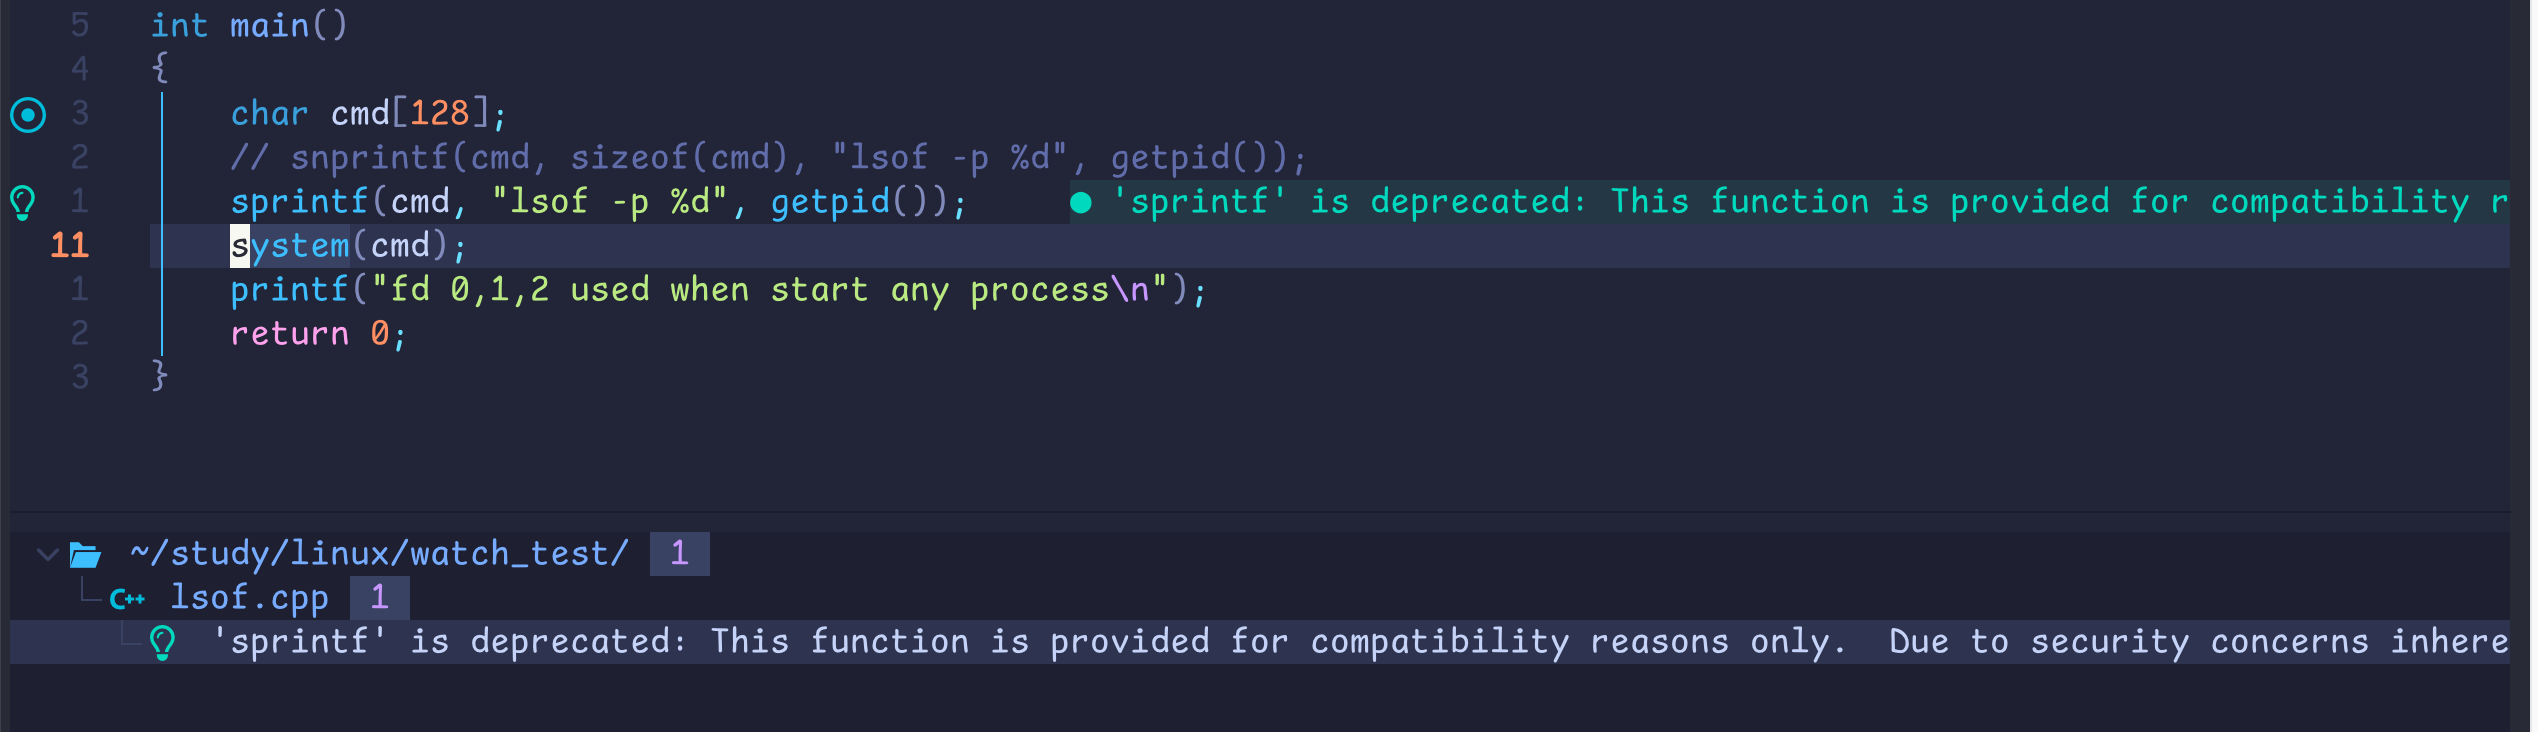 5 int main()
4 {
3 char cmd[128];
2 // snprintf(cmd, sizeof(cmd), "lsof -p %d", getpid());
1 sprintf(cmd, "lsof -p %d", getpid()); ● 'sprintf' is deprecated: This function is provided for compatibility r
11 system(cmd);
1 printf("fd 0,1,2 used when start any process\n");
2 return 0;
3 }
~/study/linux/watch_test/ 1
C++ lsof.cpp 1
'sprintf' is deprecated: This function is provided for compatibility reasons only.  Due to security concerns inhere